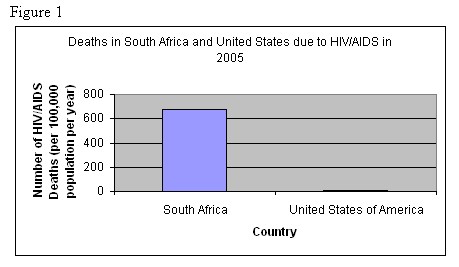 Figure 1
Deaths in South Africa and United States due to HIV/AIDS in
2005
Number of HIV/AIDS
Deaths (per 100,000
population per year)
800
600
400
200
0
South Africa
United States of America
Country